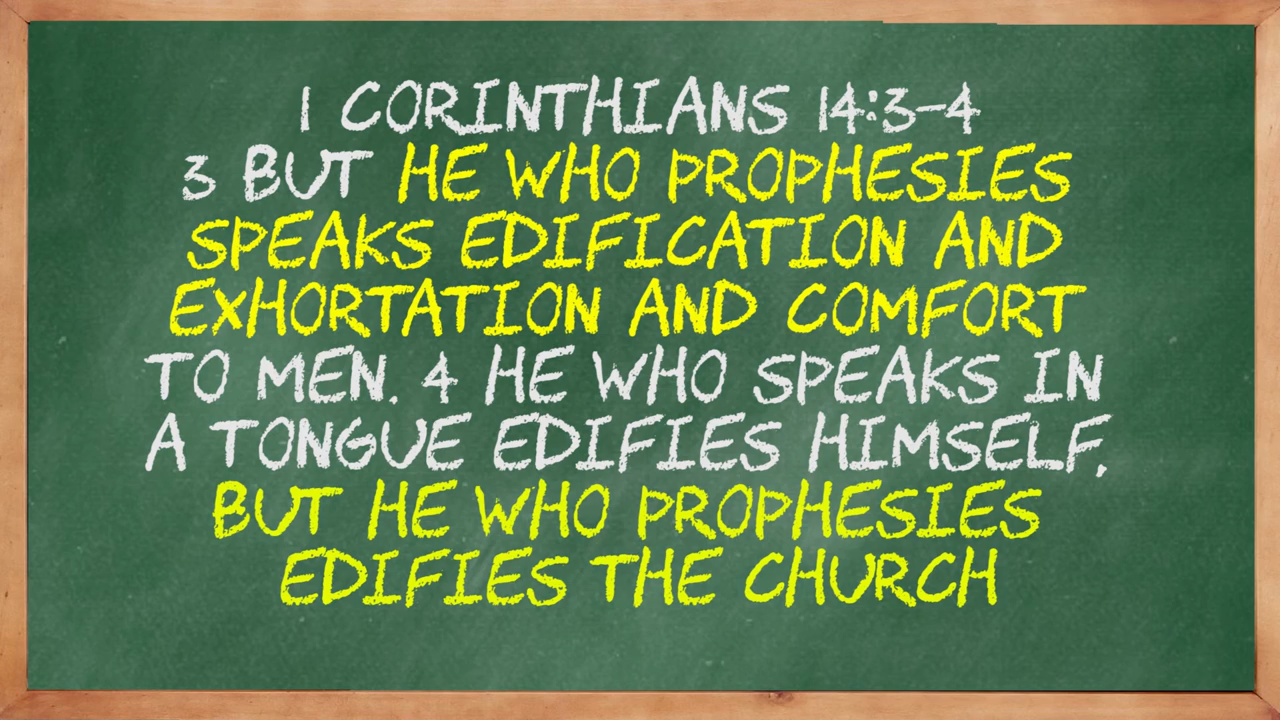 1 CORINTHIANS 14:3-4
3 BUT HE WHO PROPHESIES
SPEAKS EDIFICATION AND
EXHORTATION AND COMFORT
TO MEN. 4 HE WHO SPEAKS IN
A TONGUE EDIFIES HIMSELF,
BUT HE WHO PROPHESIES
EDIFIES THE CHURCH